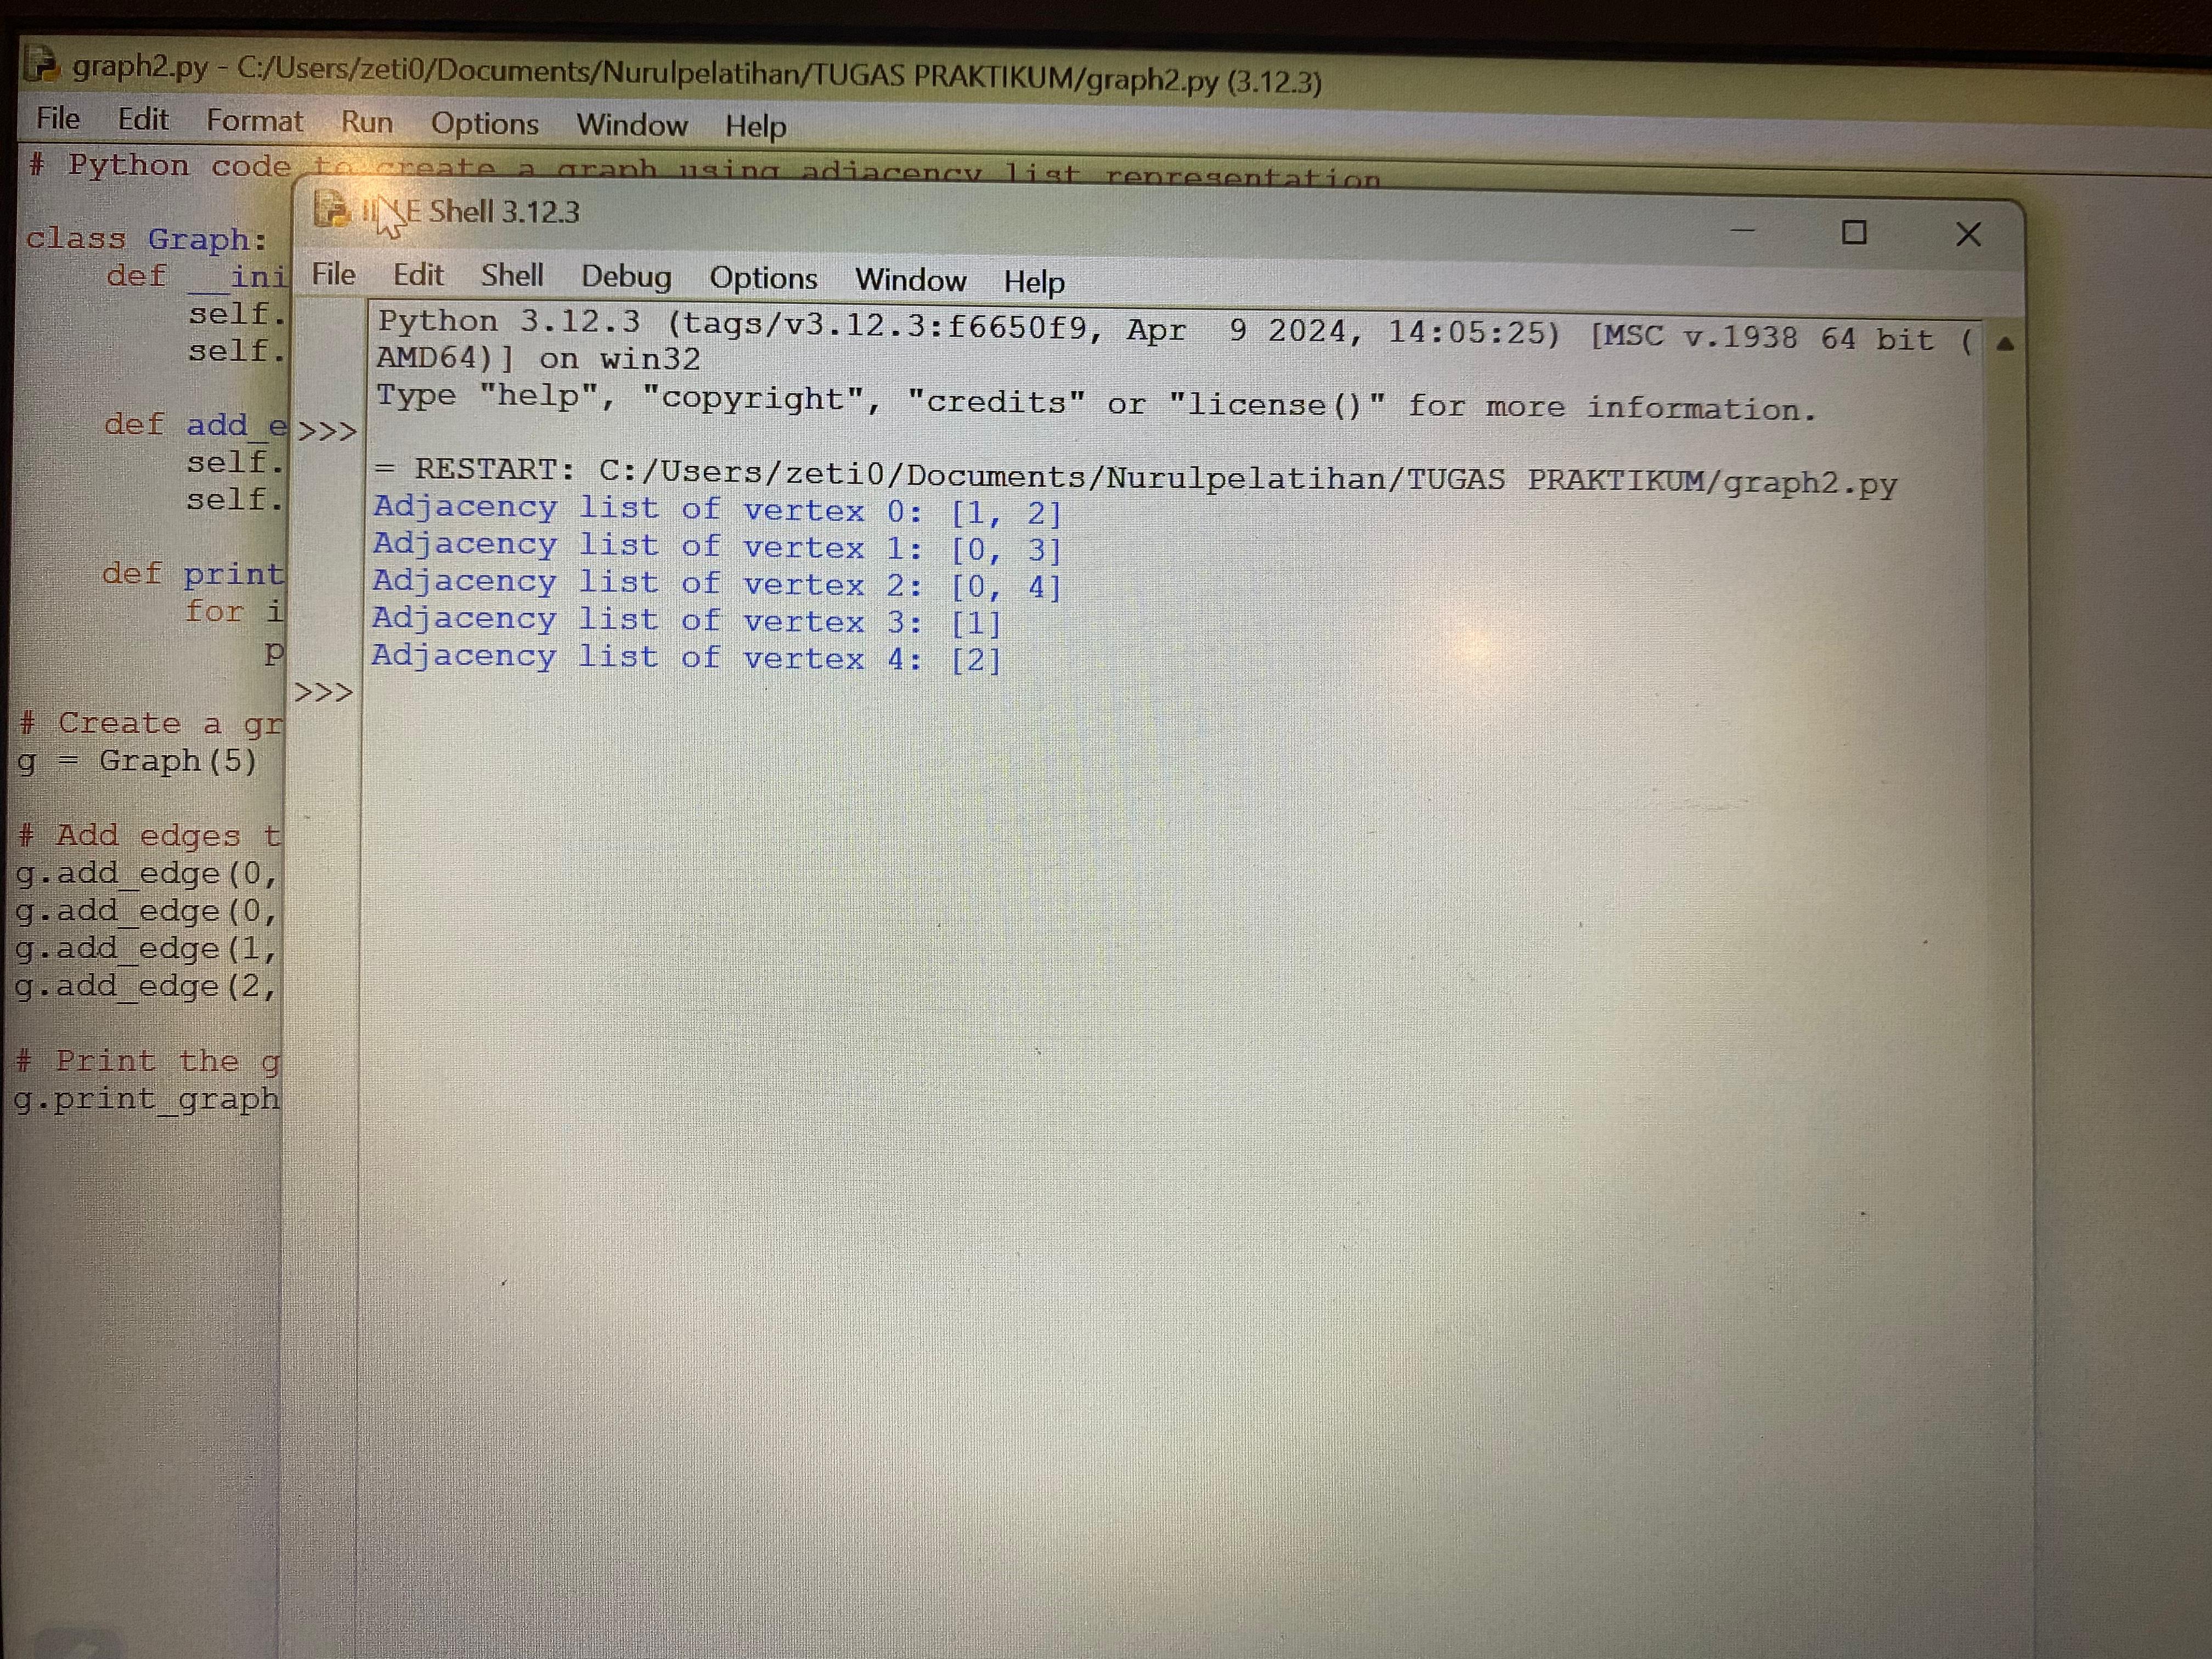 graph2.py - C:/Users/zeti0/Documents/Nurulpelatihan/TUGAS PRAKTIKUM/graph2.py (3.12.3)
File Edit Format Run Options Window Help
# Python code to create a graph using adjacency list representation
class Graph:
def __ini
self.
self.
def add_e
self.
self.
def print
for i
p
# Create a gr
g = Graph(5)
# Add edges t
g.add_edge(0,
g.add_edge(0,
g.add_edge(1,
g.add_edge(2,
# Print the g
g.print_graph
Shell 3.12.3
File Edit Shell Debug Options Window Help
Python 3.12.3 (tags/v3.12.3:f6650f9, Apr  9 2024, 14:05:25) [MSC v.1938 64 bit (
AMD64)] on win32
Type "help", "copyright", "credits" or "license()" for more information.
>>>
= RESTART: C:/Users/zeti0/Documents/Nurulpelatihan/TUGAS PRAKTIKUM/graph2.py
Adjacency list of vertex 0: [1, 2]
Adjacency list of vertex 1: [0, 3]
Adjacency list of vertex 2: [0, 4]
Adjacency list of vertex 3: [1]
Adjacency list of vertex 4: [2]
>>>